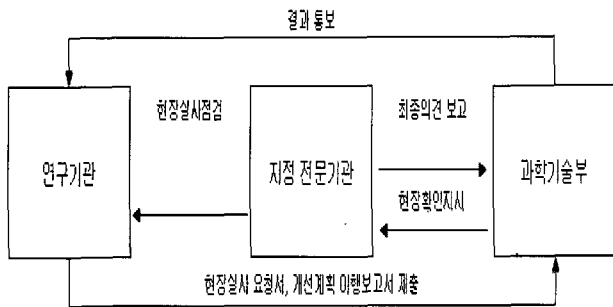 결과 통보
현장실사점검
최종의견 보고
연구기관
지정 전문기관
과학기술부
현장확인지시
현장실사 요청서, 개선계획 이행보고서 제출